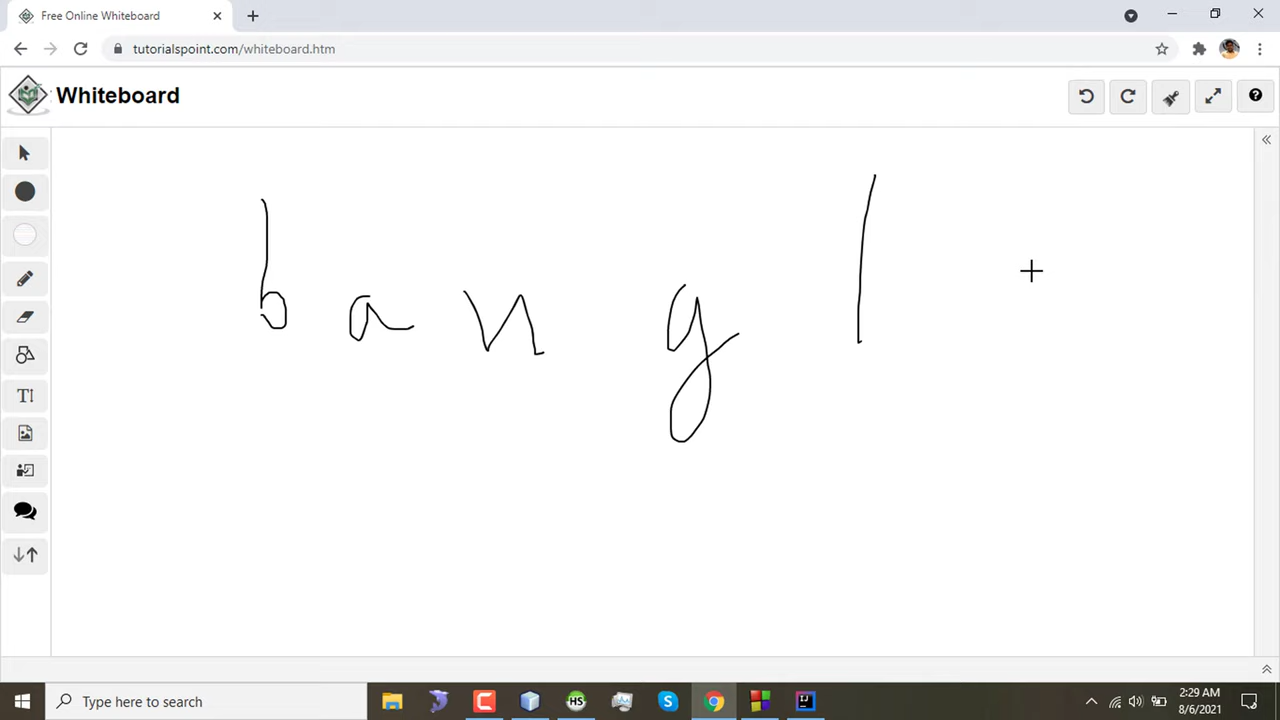 Free Online Whiteboard
tutorialspoint.com/whiteboard.htm
Whiteboard
b a n g l
Type here to search
2:29 AM
8/6/2021